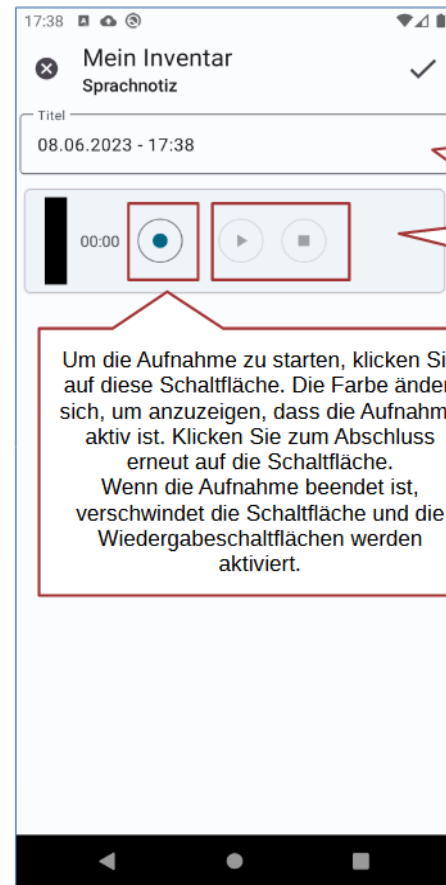 17:38
Mein Inventar
Sprachnotiz
Titel
08.06.2023 - 17:38
00:00
Um die Aufnahme zu starten, klicken Si
auf diese Schaltfläche. Die Farbe änder
sich, um anzuzeigen, dass die Aufnahm
aktiv ist. Klicken Sie zum Abschluss
erneut auf die Schaltfläche.
Wenn die Aufnahme beendet ist,
verschwindet die Schaltfläche und die
Wiedergabeschaltflächen werden
aktiviert.